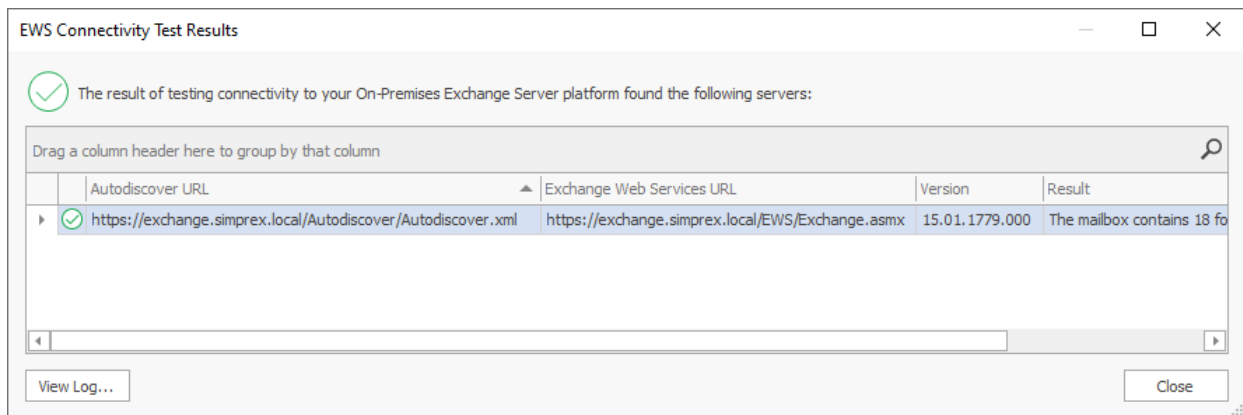 EWS Connectivity Test Results
The result of testing connectivity to your On-Premises Exchange Server platform found the following servers:
Drag a column header here to group by that column
Autodiscover URL Exchange Web Services URL Version Result
https://exchange.simprex.local/Autodiscover/Autodiscover.xml https://exchange.simprex.local/EWS/Exchange.asmx 15.01.1779.000 The mailbox contains 18 fo
View Log... Close